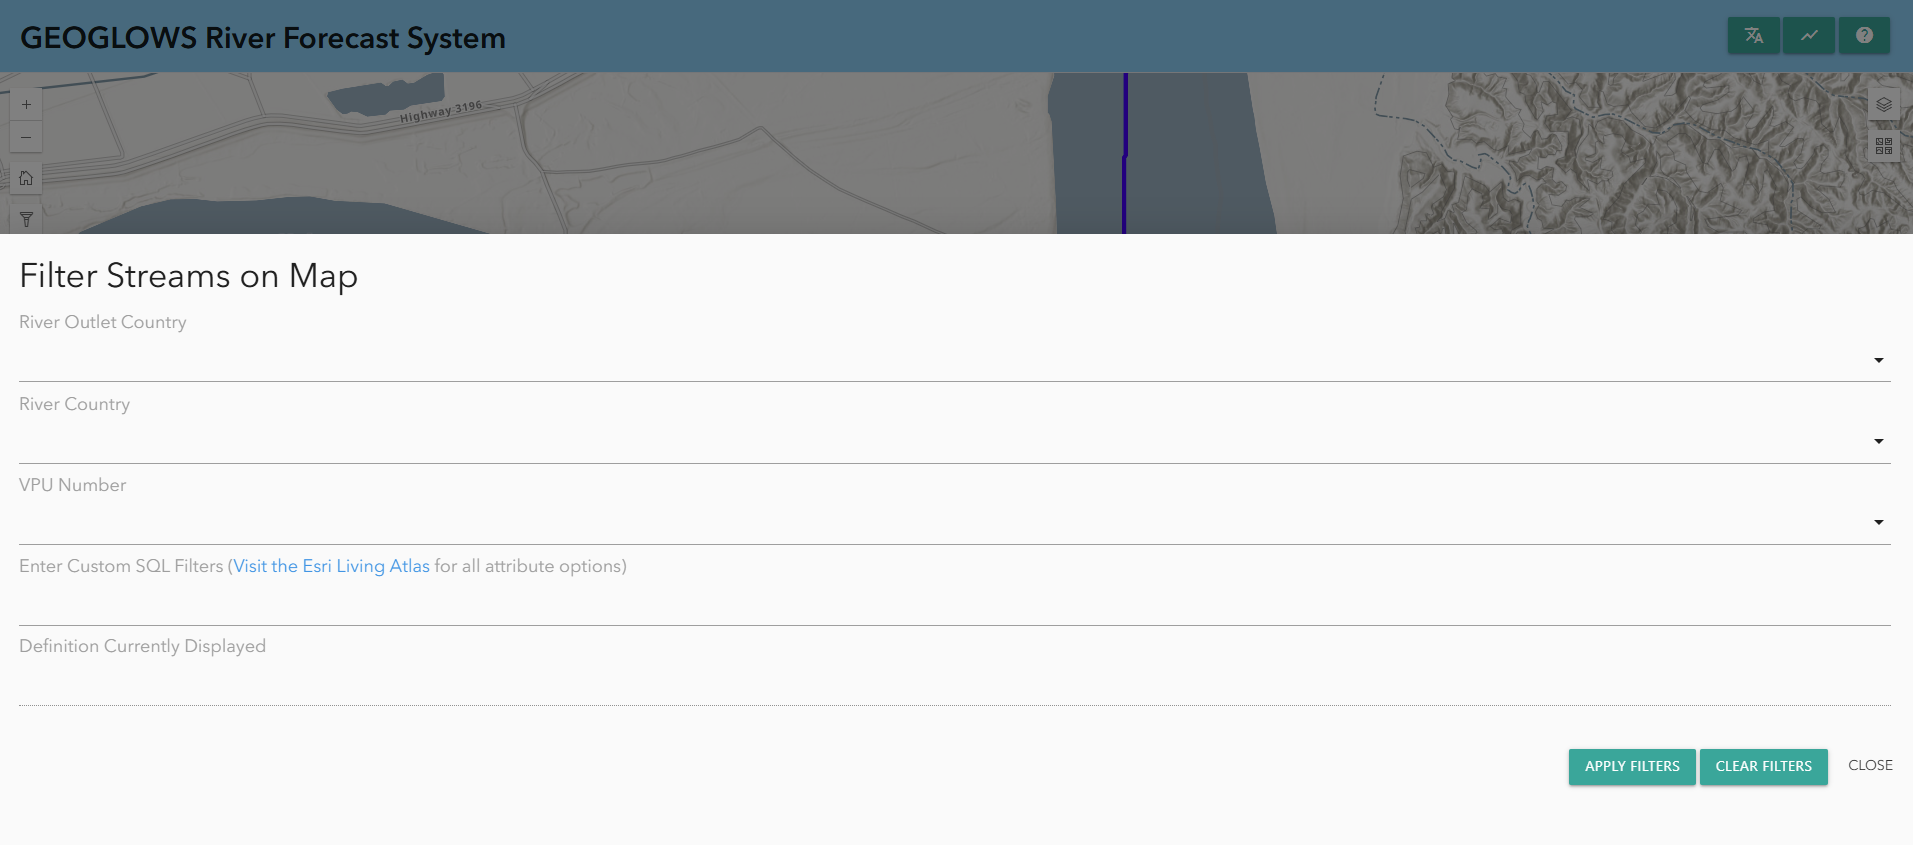 GEOGLOWS River Forecast System
Highway 3196
Filter Streams on Map
River Outlet Country
River Country
VPU Number
Enter Custom SQL Filters (Visit the Esri Living Atlas for all attribute options)
Definition Currently Displayed
APPLY FILTERS CLEAR FILTERS CLOSE